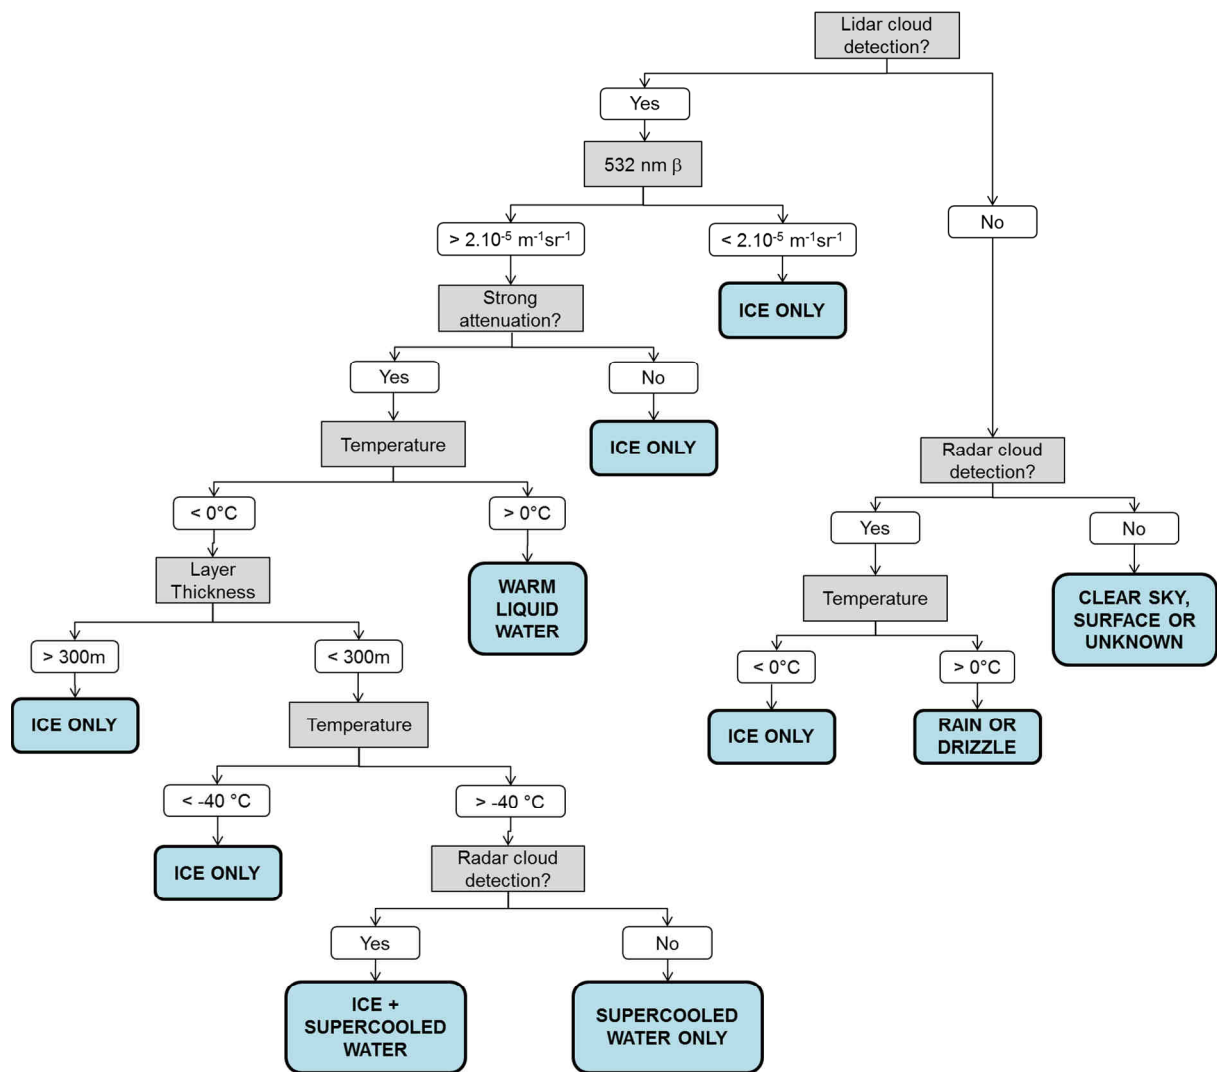 Lidar cloud
detection?
Yes
532 nm β
No
> 2.10⁻⁵ m⁻¹sr⁻¹
< 2.10⁻⁵ m⁻¹sr⁻¹
Strong
attenuation?
ICE ONLY
Yes
No
Temperature
ICE ONLY
Radar cloud
detection?
< 0°C
> 0°C
Yes
No
Layer
Thickness
WARM
LIQUID
WATER
Temperature
CLEAR SKY,
SURFACE OR
UNKNOWN
> 300m
< 300m
< 0°C
> 0°C
ICE ONLY
Temperature
ICE ONLY
RAIN OR
DRIZZLE
< -40 °C
> -40 °C
ICE ONLY
Radar cloud
detection?
Yes
No
ICE +
SUPERCOOLED
WATER
SUPERCOOLED
WATER ONLY